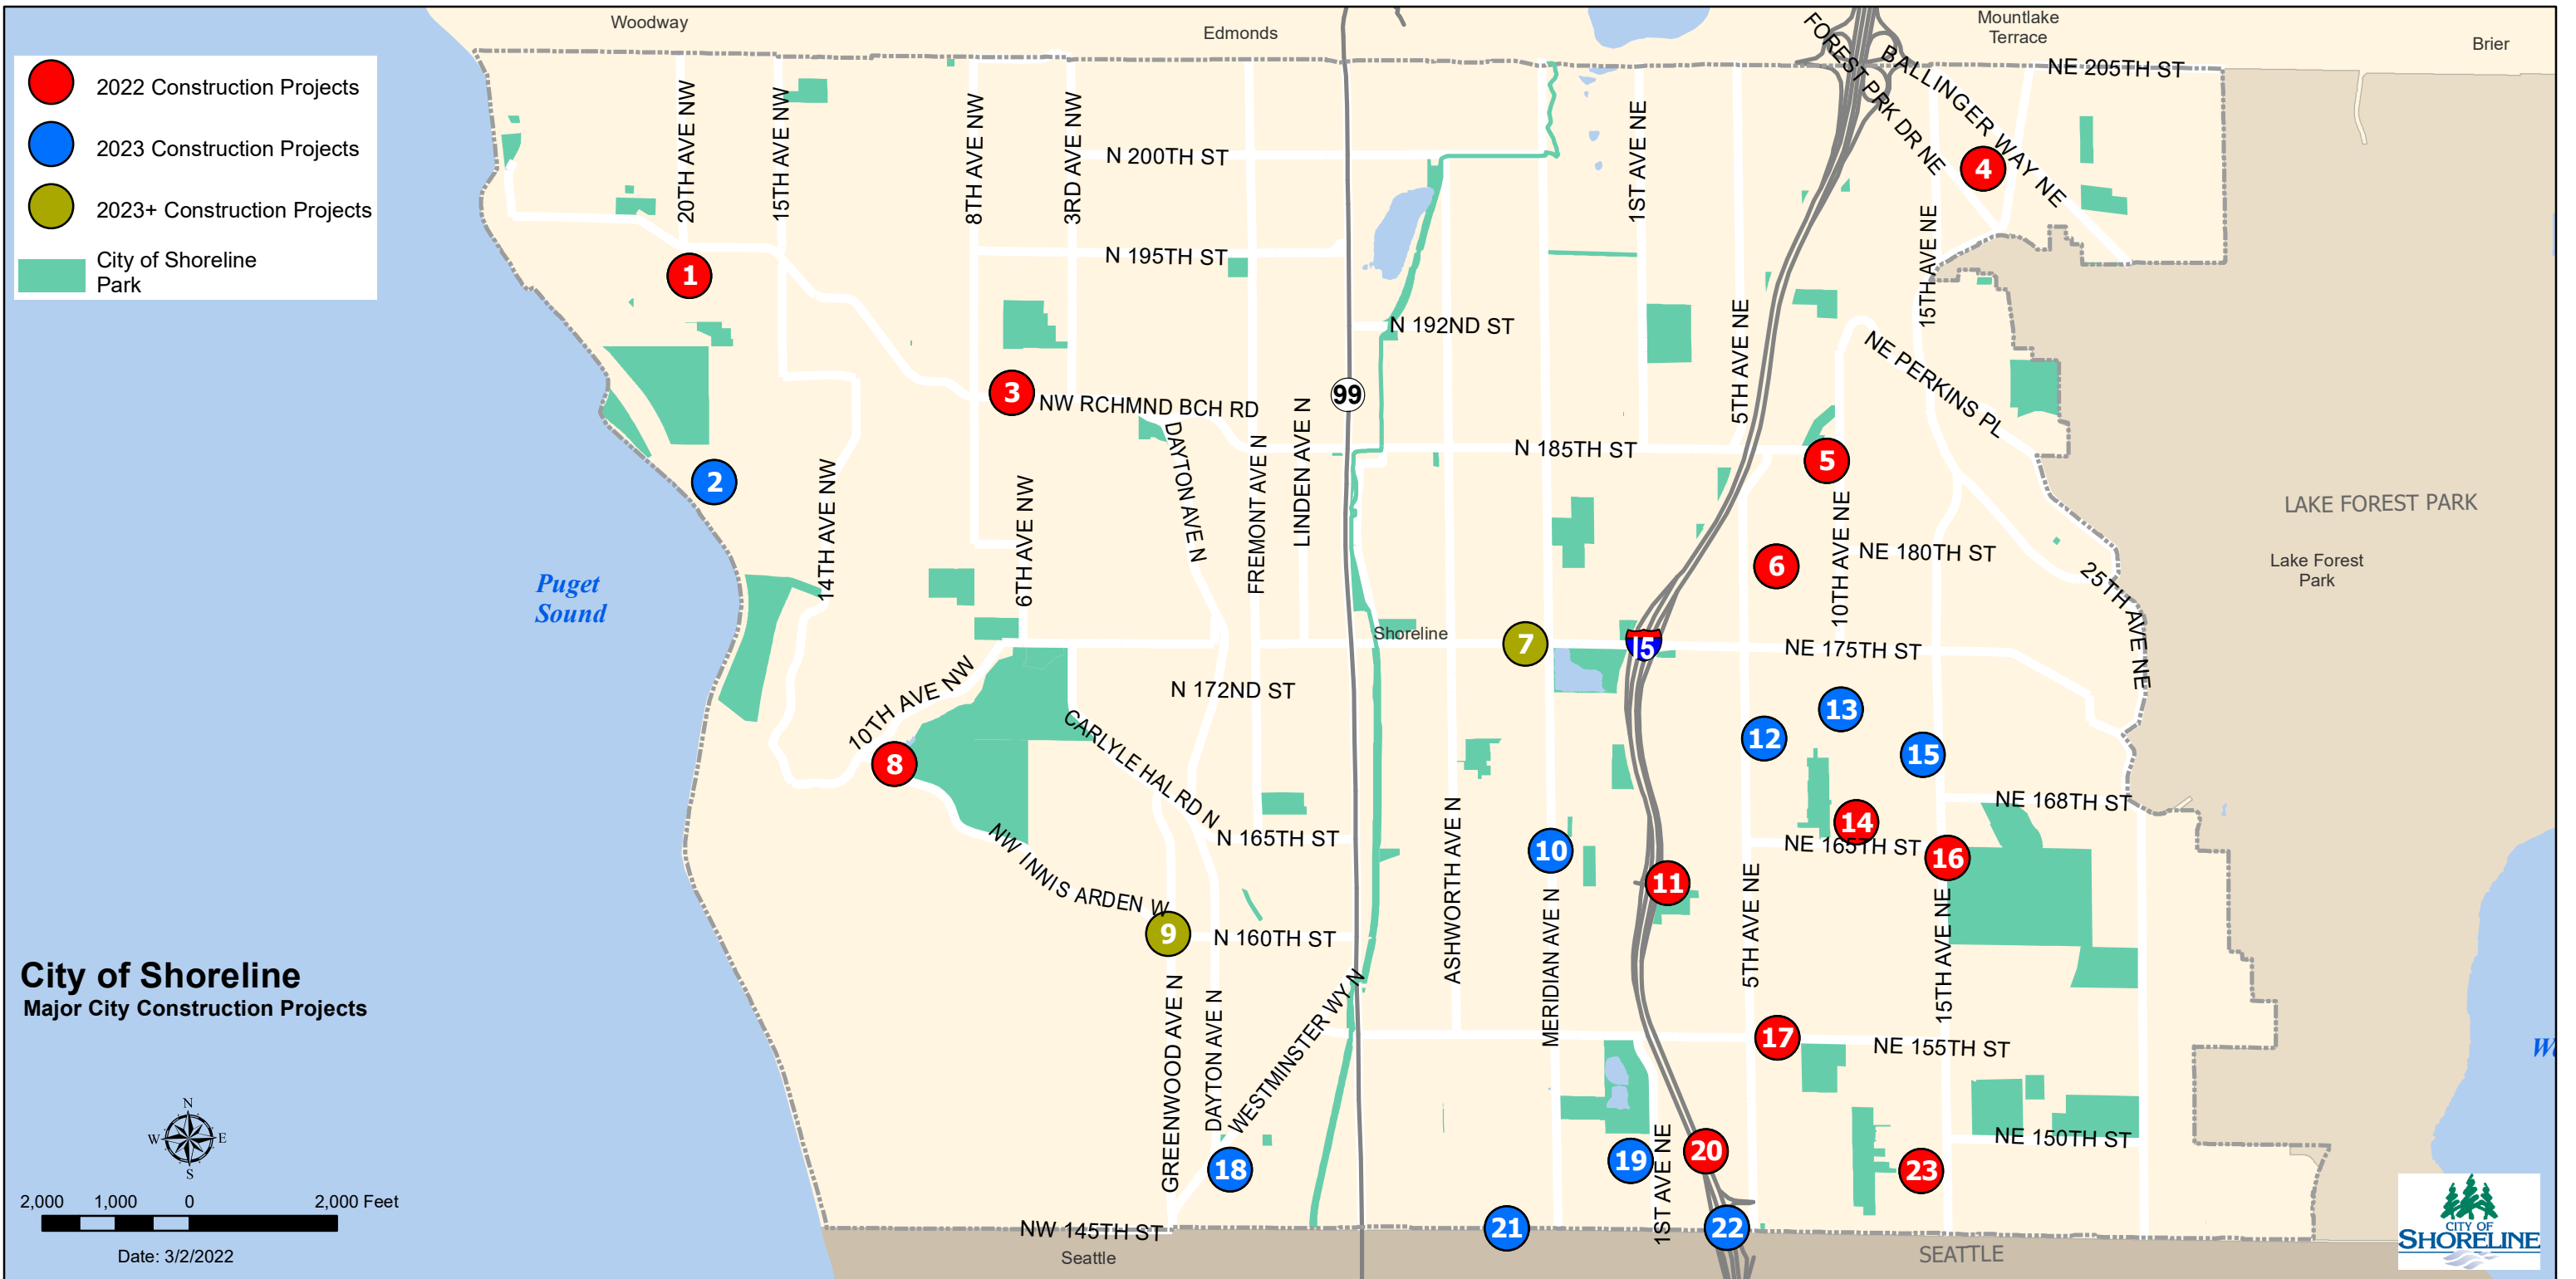 Woodway
Edmonds
Mountlake
Terrace
Brier
2022 Construction Projects
2023 Construction Projects
2023+ Construction Projects
City of Shoreline
Park
FOREST PRK DR NE
BALLINGER WAY NE
NE 205TH ST
20TH AVE NW
15TH AVE NW
8TH AVE NW
3RD AVE NW
N 200TH ST
1ST AVE NE
4
15TH AVE NE
N 195TH ST
1
N 192ND ST
5TH AVE NE
NE PERKINS PL
3
NW RCHMND BCH RD
99
DAYTON AVE N
FREMONT AVE N
LINDEN AVE N
N 185TH ST
5
2
14TH AVE NW
6TH AVE NW
10TH AVE NE
LAKE FOREST PARK
Lake Forest
Park
6
NE 180TH ST
25TH AVE NE
Puget
Sound
Shoreline
7
15
NE 175TH ST
10TH AVE NW
N 172ND ST
CARLYLE HAL RD N
13
12
15
8
NE 168TH ST
14
N 165TH ST
NE 165TH ST
10
16
NW INNIS ARDEN W
ASHWORTH AVE N
MERIDIAN AVE N
11
5TH AVE NE
15TH AVE NE
9
N 160TH ST
City of Shoreline
Major City Construction Projects
GREENWOOD AVE N
DAYTON AVE N
WESTMINSTER WY N
17
NE 155TH ST
N
W
E
S
1ST AVE NE
NE 150TH ST
18
19
20
23
2,000
1,000
0
2,000 Feet
NW 145TH ST
21
22
Date: 3/2/2022
Seattle
SEATTLE
CITY OF
SHORELINE